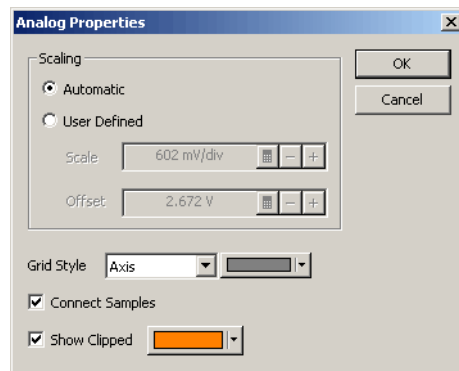 Analog Properties
Scaling
Automatic
User Defined
Scale 602 mV/div - +
Offset 2.672 V - +
OK
Cancel
Grid Style Axis
Connect Samples
Show Clipped